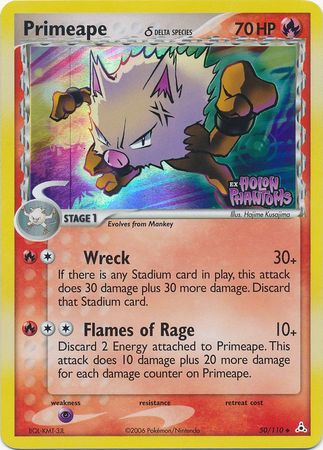 Primeape δ DELTA SPECIES 70 HP
EX HOLON PHANTOMS
Illus. Hajime Kusajima
STAGE 1
Evolves from Mankey
Wreck 30+
If there is any Stadium card in play, this attack
does 30 damage plus 30 more damage. Discard
that Stadium card.
Flames of Rage 10+
Discard 2 Energy attached to Primeape. This
attack does 10 damage plus 20 more damage
for each damage counter on Primeape.
weakness resistance retreat cost
BQL-KMT-3JL ©2006 Pokémon/Nintendo 50/110